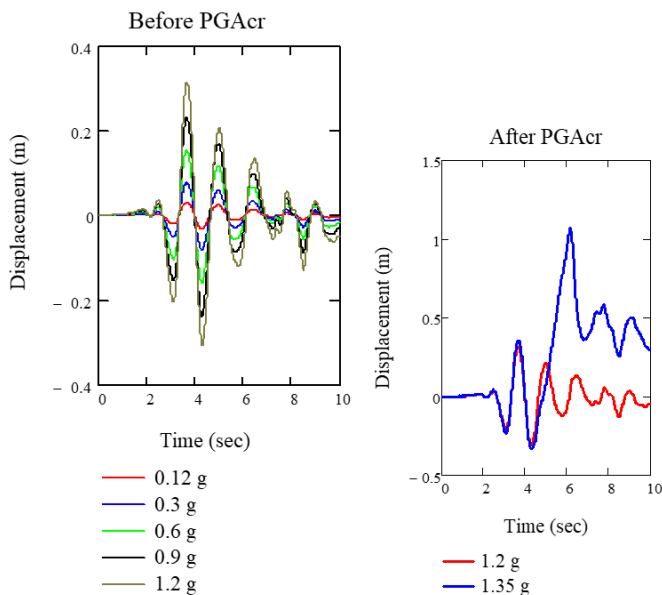 Before PGAcr
0.4
0.2
0
− 0.2
− 0.4
Displacement (m)
0 2 4 6 8 10
Time (sec)
0.12 g
0.3 g
0.6 g
0.9 g
1.2 g
After PGAcr
1.5
1
0.5
0
− 0.5
Displacement (m)
0 2 4 6 8 10
Time (sec)
1.2 g
1.35 g